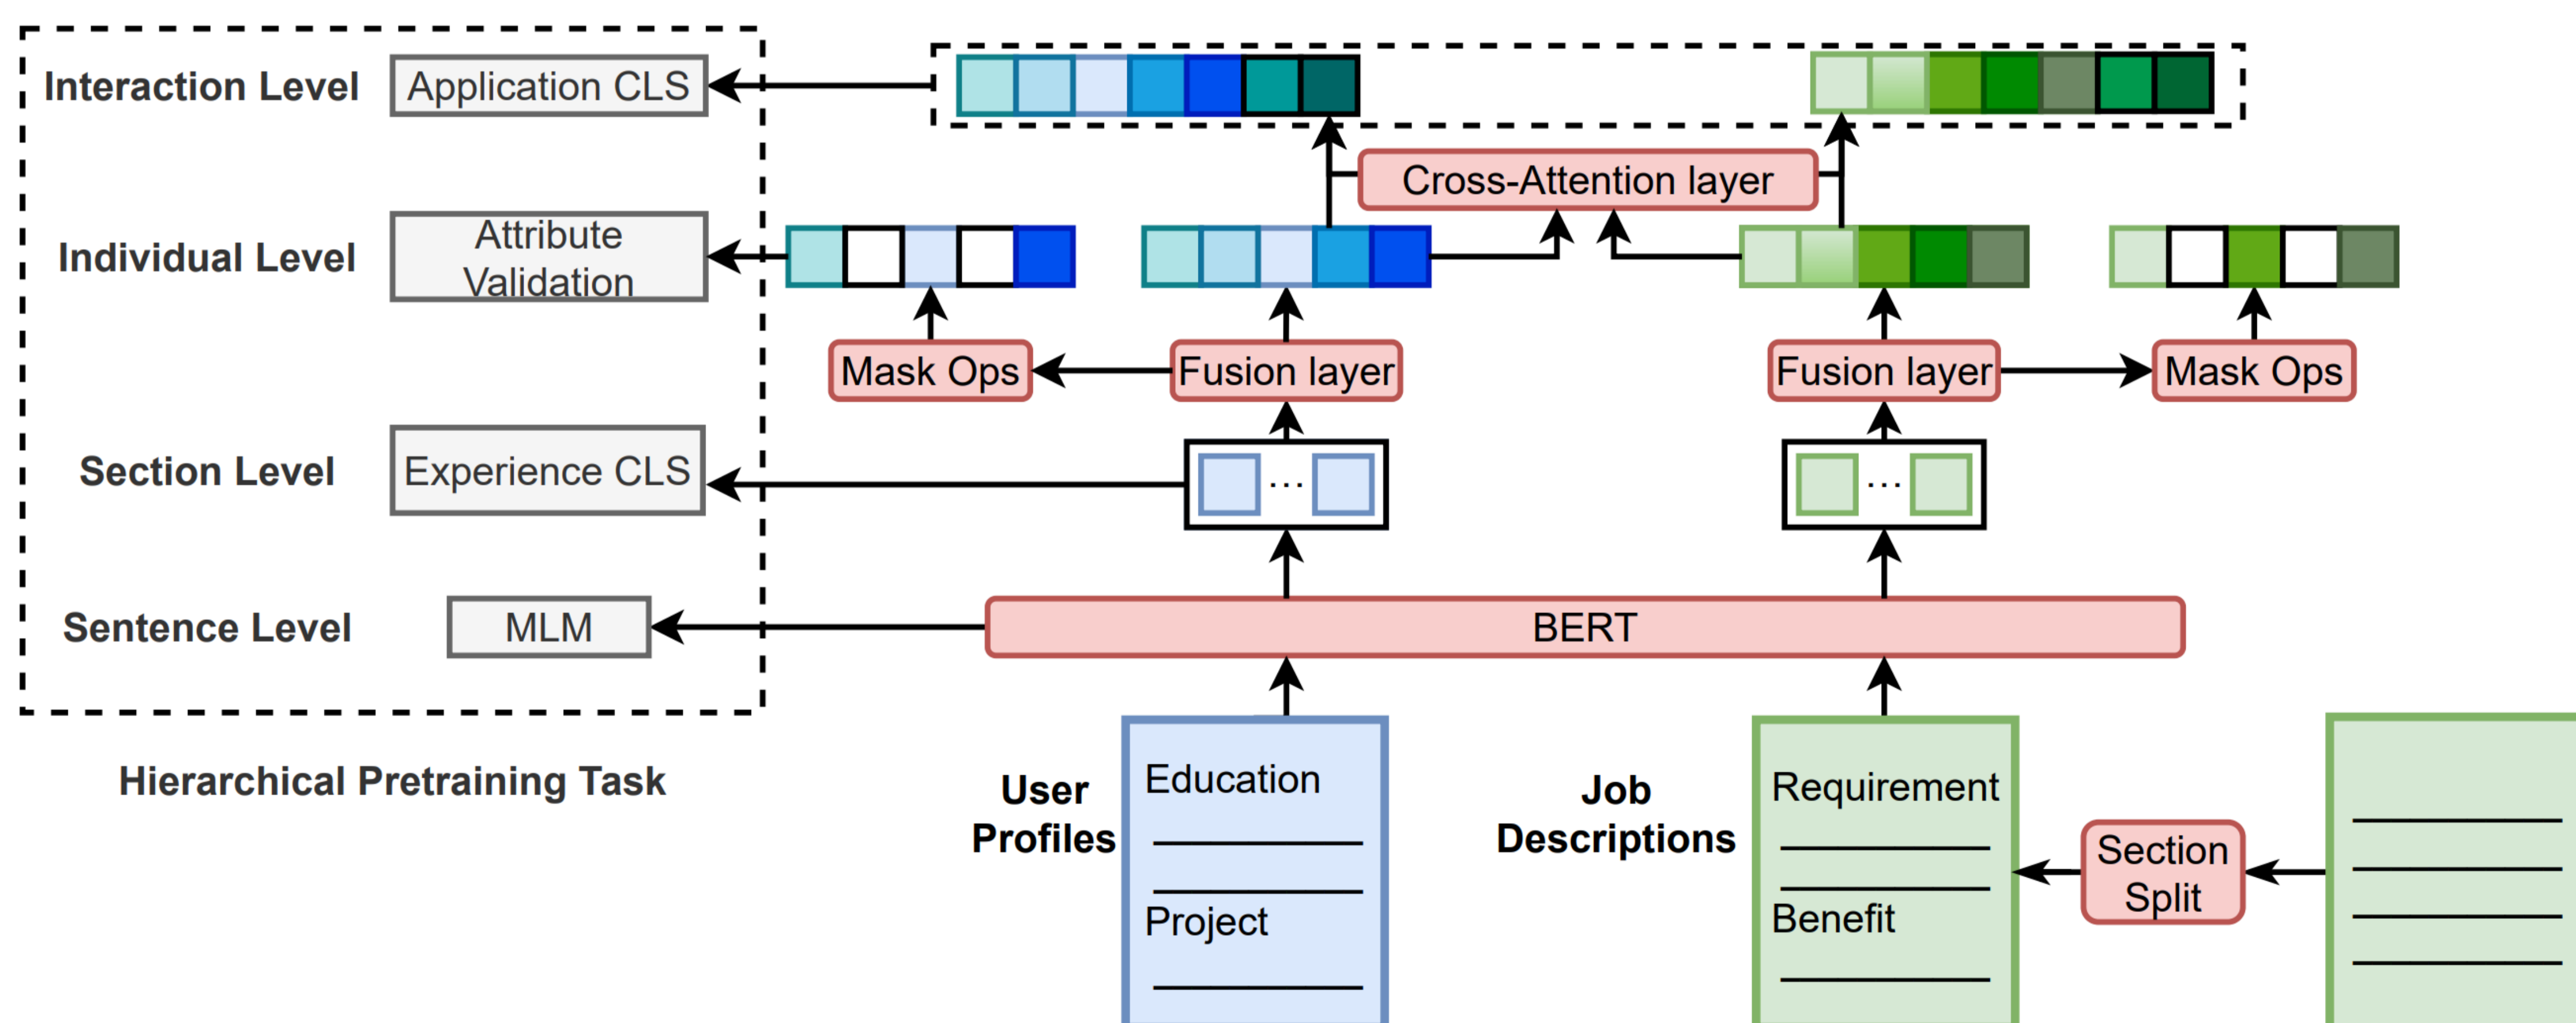 Interaction Level
Application CLS
Cross-Attention layer
Individual Level
Attribute
Validation
Mask Ops
Fusion layer
Fusion layer
Mask Ops
Section Level
Experience CLS
...
...
Sentence Level
MLM
BERT
Hierarchical Pretraining Task
User
Profiles
Education
Project
Job
Descriptions
Requirement
Benefit
Section
Split